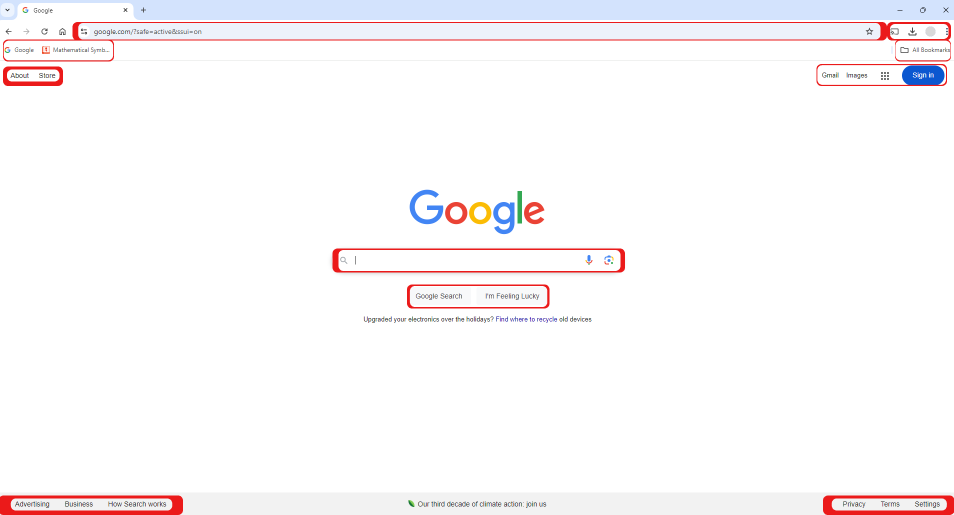 Google
google.com/?safe=active&ssui=on
Google Mathematical Symb... All Bookmarks
About Store Gmail Images Sign in
Google
Google Search I'm Feeling Lucky
Upgraded your electronics over the holidays? Find where to recycle old devices
Advertising Business How Search works Our third decade of climate action: join us Privacy Terms Settings